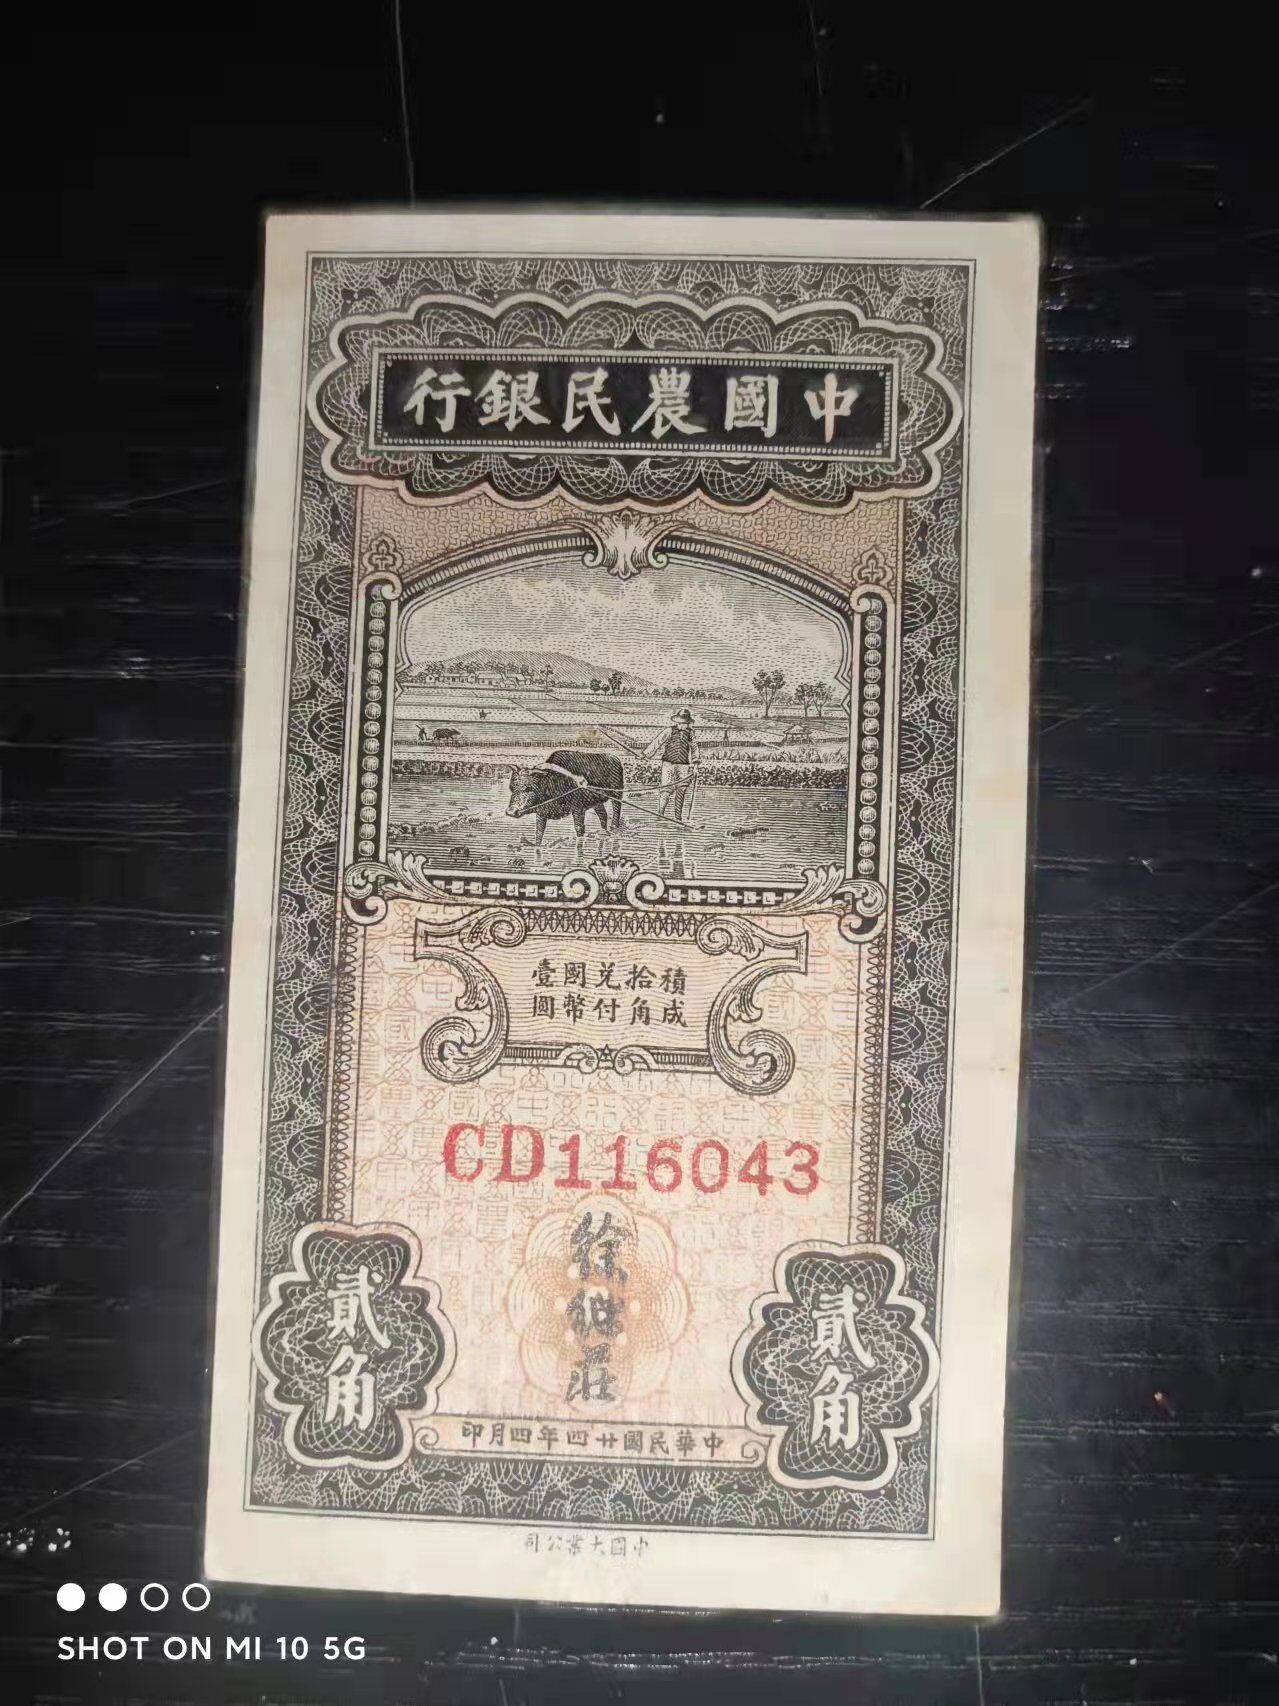 中國農民銀行
積成拾角兌付國幣壹圓
CD116043
徐繼莊
貳角
貳角
中華民國廿四年四月印
中國大業公司
SHOT ON MI 10 5G